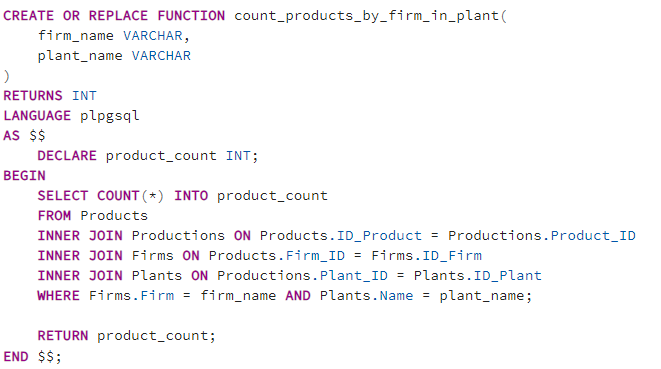 CREATE OR REPLACE FUNCTION count_products_by_firm_in_plant(
    firm_name VARCHAR,
    plant_name VARCHAR
)
RETURNS INT
LANGUAGE plpgsql
AS $$
    DECLARE product_count INT;
BEGIN
    SELECT COUNT(*) INTO product_count
    FROM Products
    INNER JOIN Productions ON Products.ID_Product = Productions.Product_ID
    INNER JOIN Firms ON Products.Firm_ID = Firms.ID_Firm
    INNER JOIN Plants ON Productions.Plant_ID = Plants.ID_Plant
    WHERE Firms.Firm = firm_name AND Plants.Name = plant_name;

    RETURN product_count;
END $$;